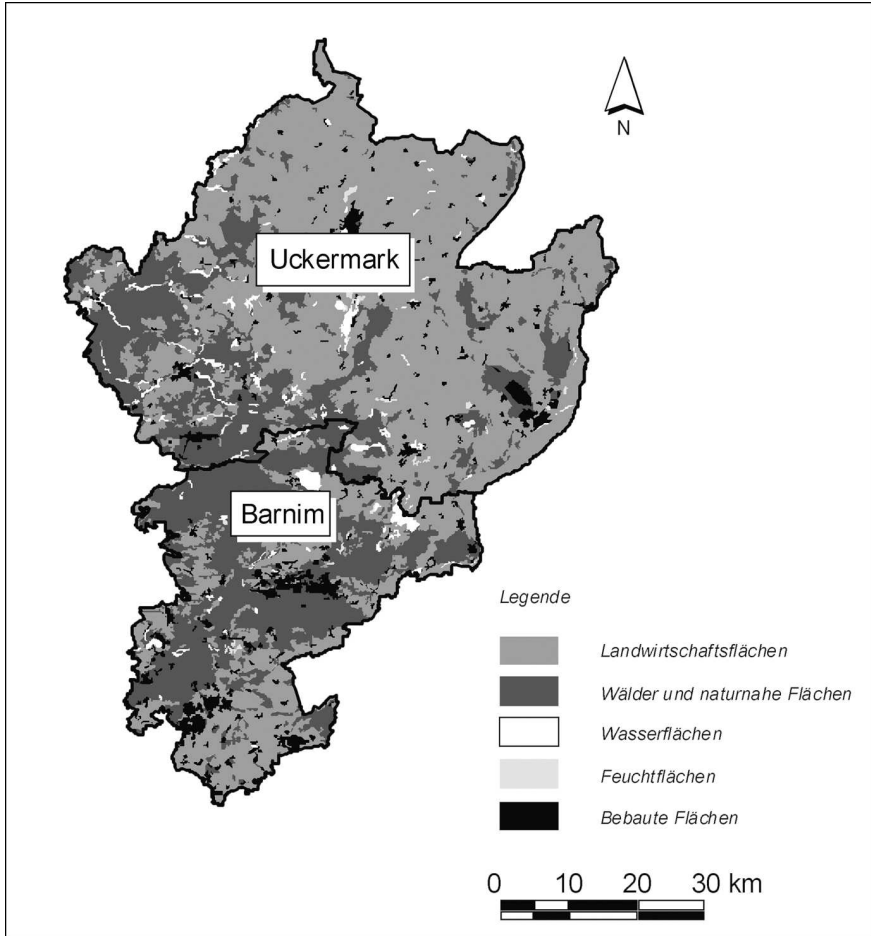 N
Uckermark
Barnim
Legende
Landwirtschaftsflächen
Wälder und naturnahe Flächen
Wasserflächen
Feuchtflächen
Bebaute Flächen
0 10 20 30 km